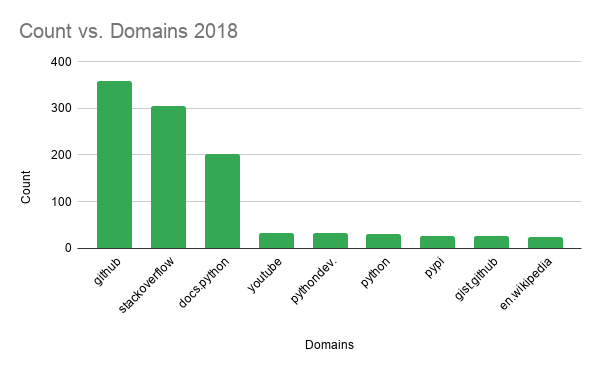 Count vs. Domains 2018
Count
400
300
200
100
0
github
stackoverflow
docs.python
youtube
pythondev.
python
pypi
gist.github
en.wikipedia
Domains